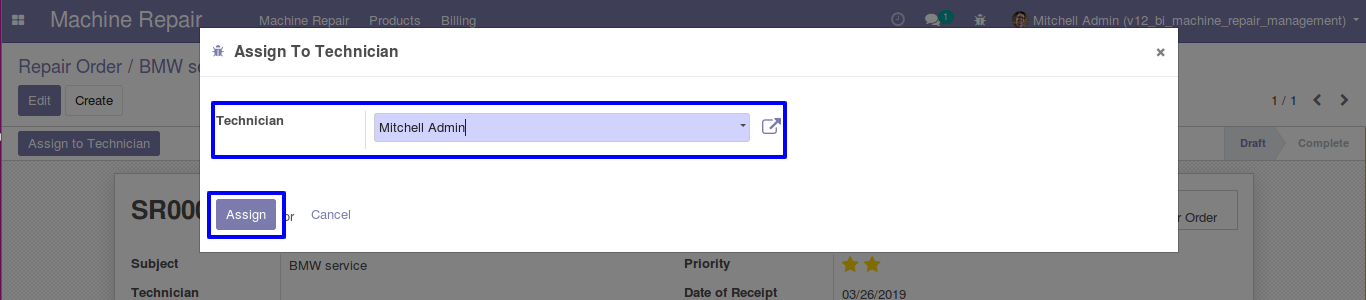 Machine Repair Machine Repair Products Billing 1 Mitchell Admin (v12_bi_machine_repair_management)
Assign To Technician ×
Repair Order / BMW
Edit Create 1 / 1
Technician Mitchell Admin
Assign to Technician Draft Complete
Assign or Cancel
Order
Subject BMW service Priority
Technician Date of Receipt 03/26/2019